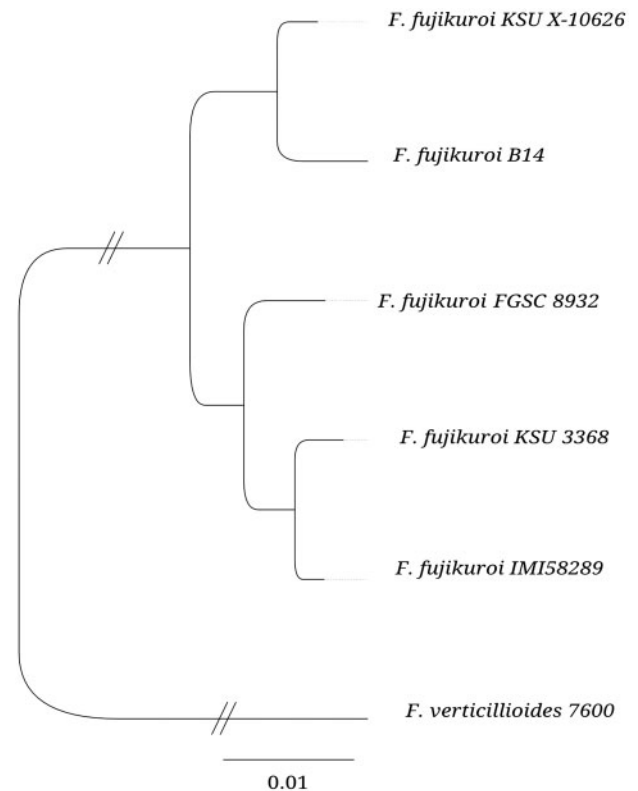 F. fujikuroi KSU X-10626
F. fujikuroi B14
F. fujikuroi FGSC 8932
F. fujikuroi KSU 3368
F. fujikuroi IMI58289
F. verticillioides 7600
0.01